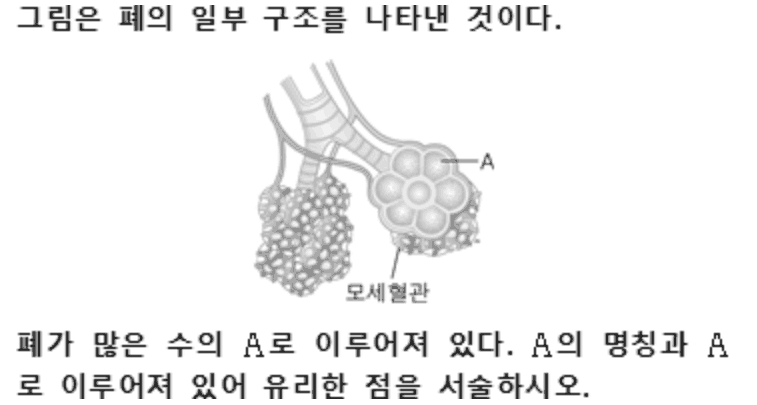 그림은 폐의 일부 구조를 나타낸 것이다.
A
모세혈관
폐가 많은 수의 A로 이루어져 있다. A의 명칭과 A
로 이루어져 있어 유리한 점을 서술하시오.